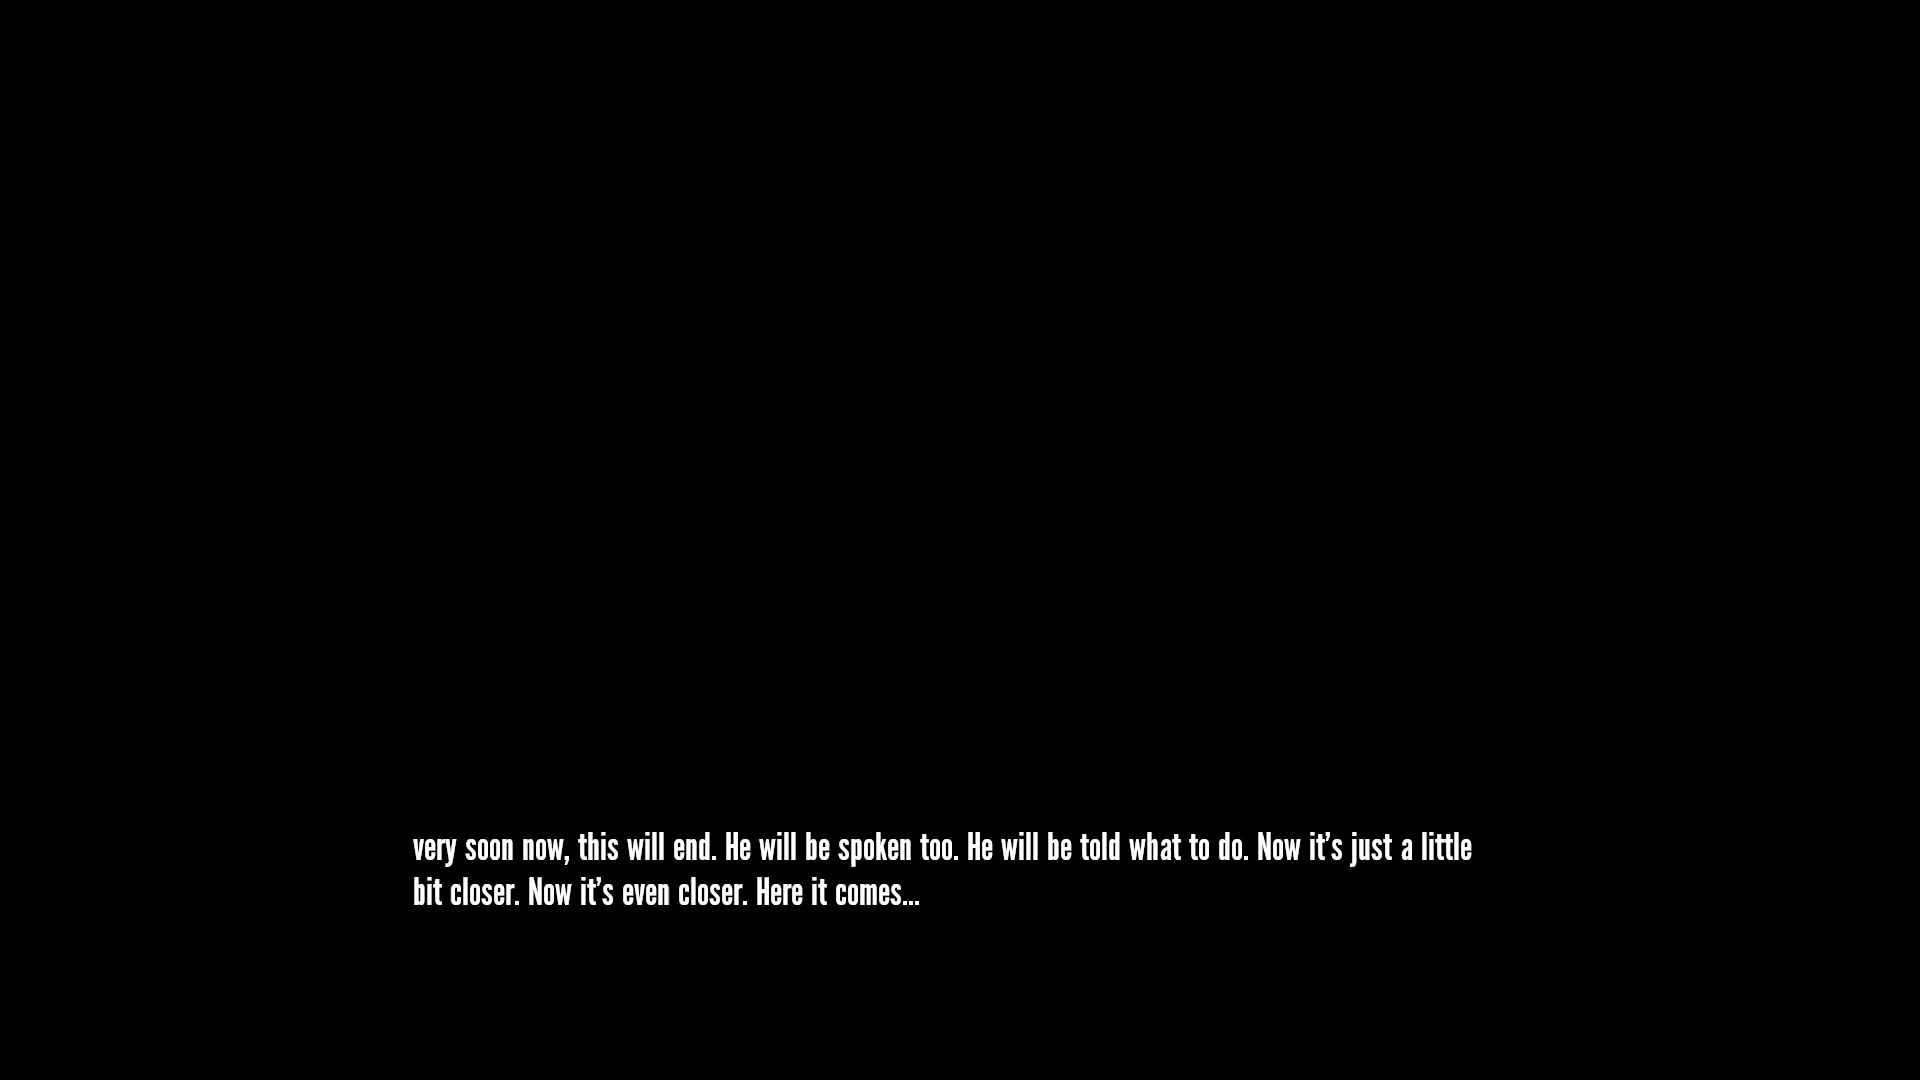 very soon now, this will end. He will be spoken too. He will be told what to do. Now it’s just a little
bit closer. Now it’s even closer. Here it comes...